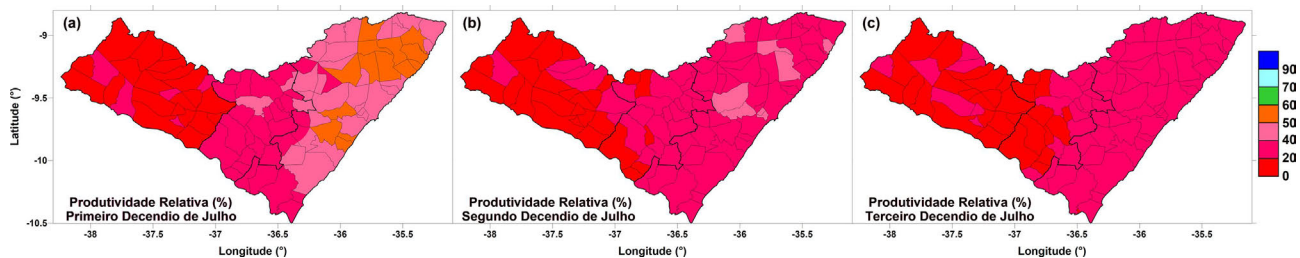 (a)
(b)
(c)
-9
-9.5
-10
-10.5
Latitude (°)
Produtividade Relativa (%)
Primeiro Decendio de Julho
Produtividade Relativa (%)
Segundo Decendio de Julho
Produtividade Relativa (%)
Terceiro Decendio de Julho
-38 -37.5 -37 -36.5 -36 -35.5
-38 -37.5 -37 -36.5 -36 -35.5
-38 -37.5 -37 -36.5 -36 -35.5
Longitude (°)
Longitude (°)
Longitude (°)
90
70
60
50
40
20
0